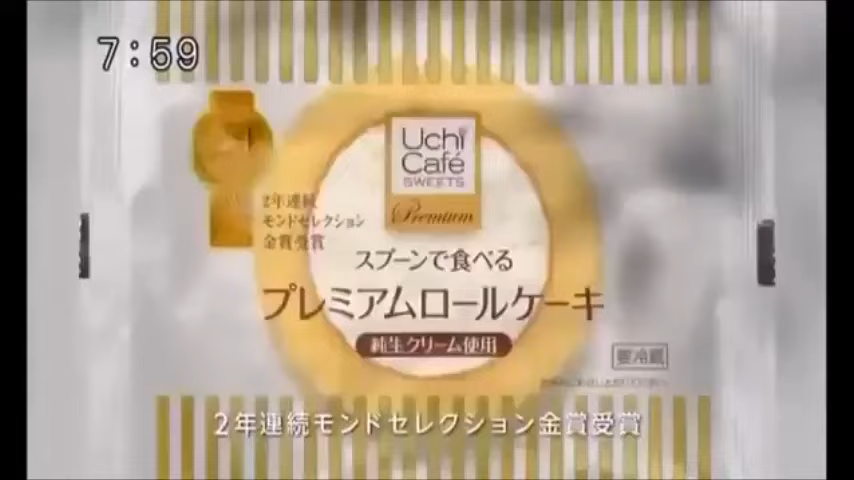 7:59
Uchi
Café
SWEETS
Premium
2年連続
モンドセレクション
金賞受賞
スプーンで食べる
プレミアムロールケーキ
純生クリーム使用
要冷蔵
2年連続モンドセレクション金賞受賞